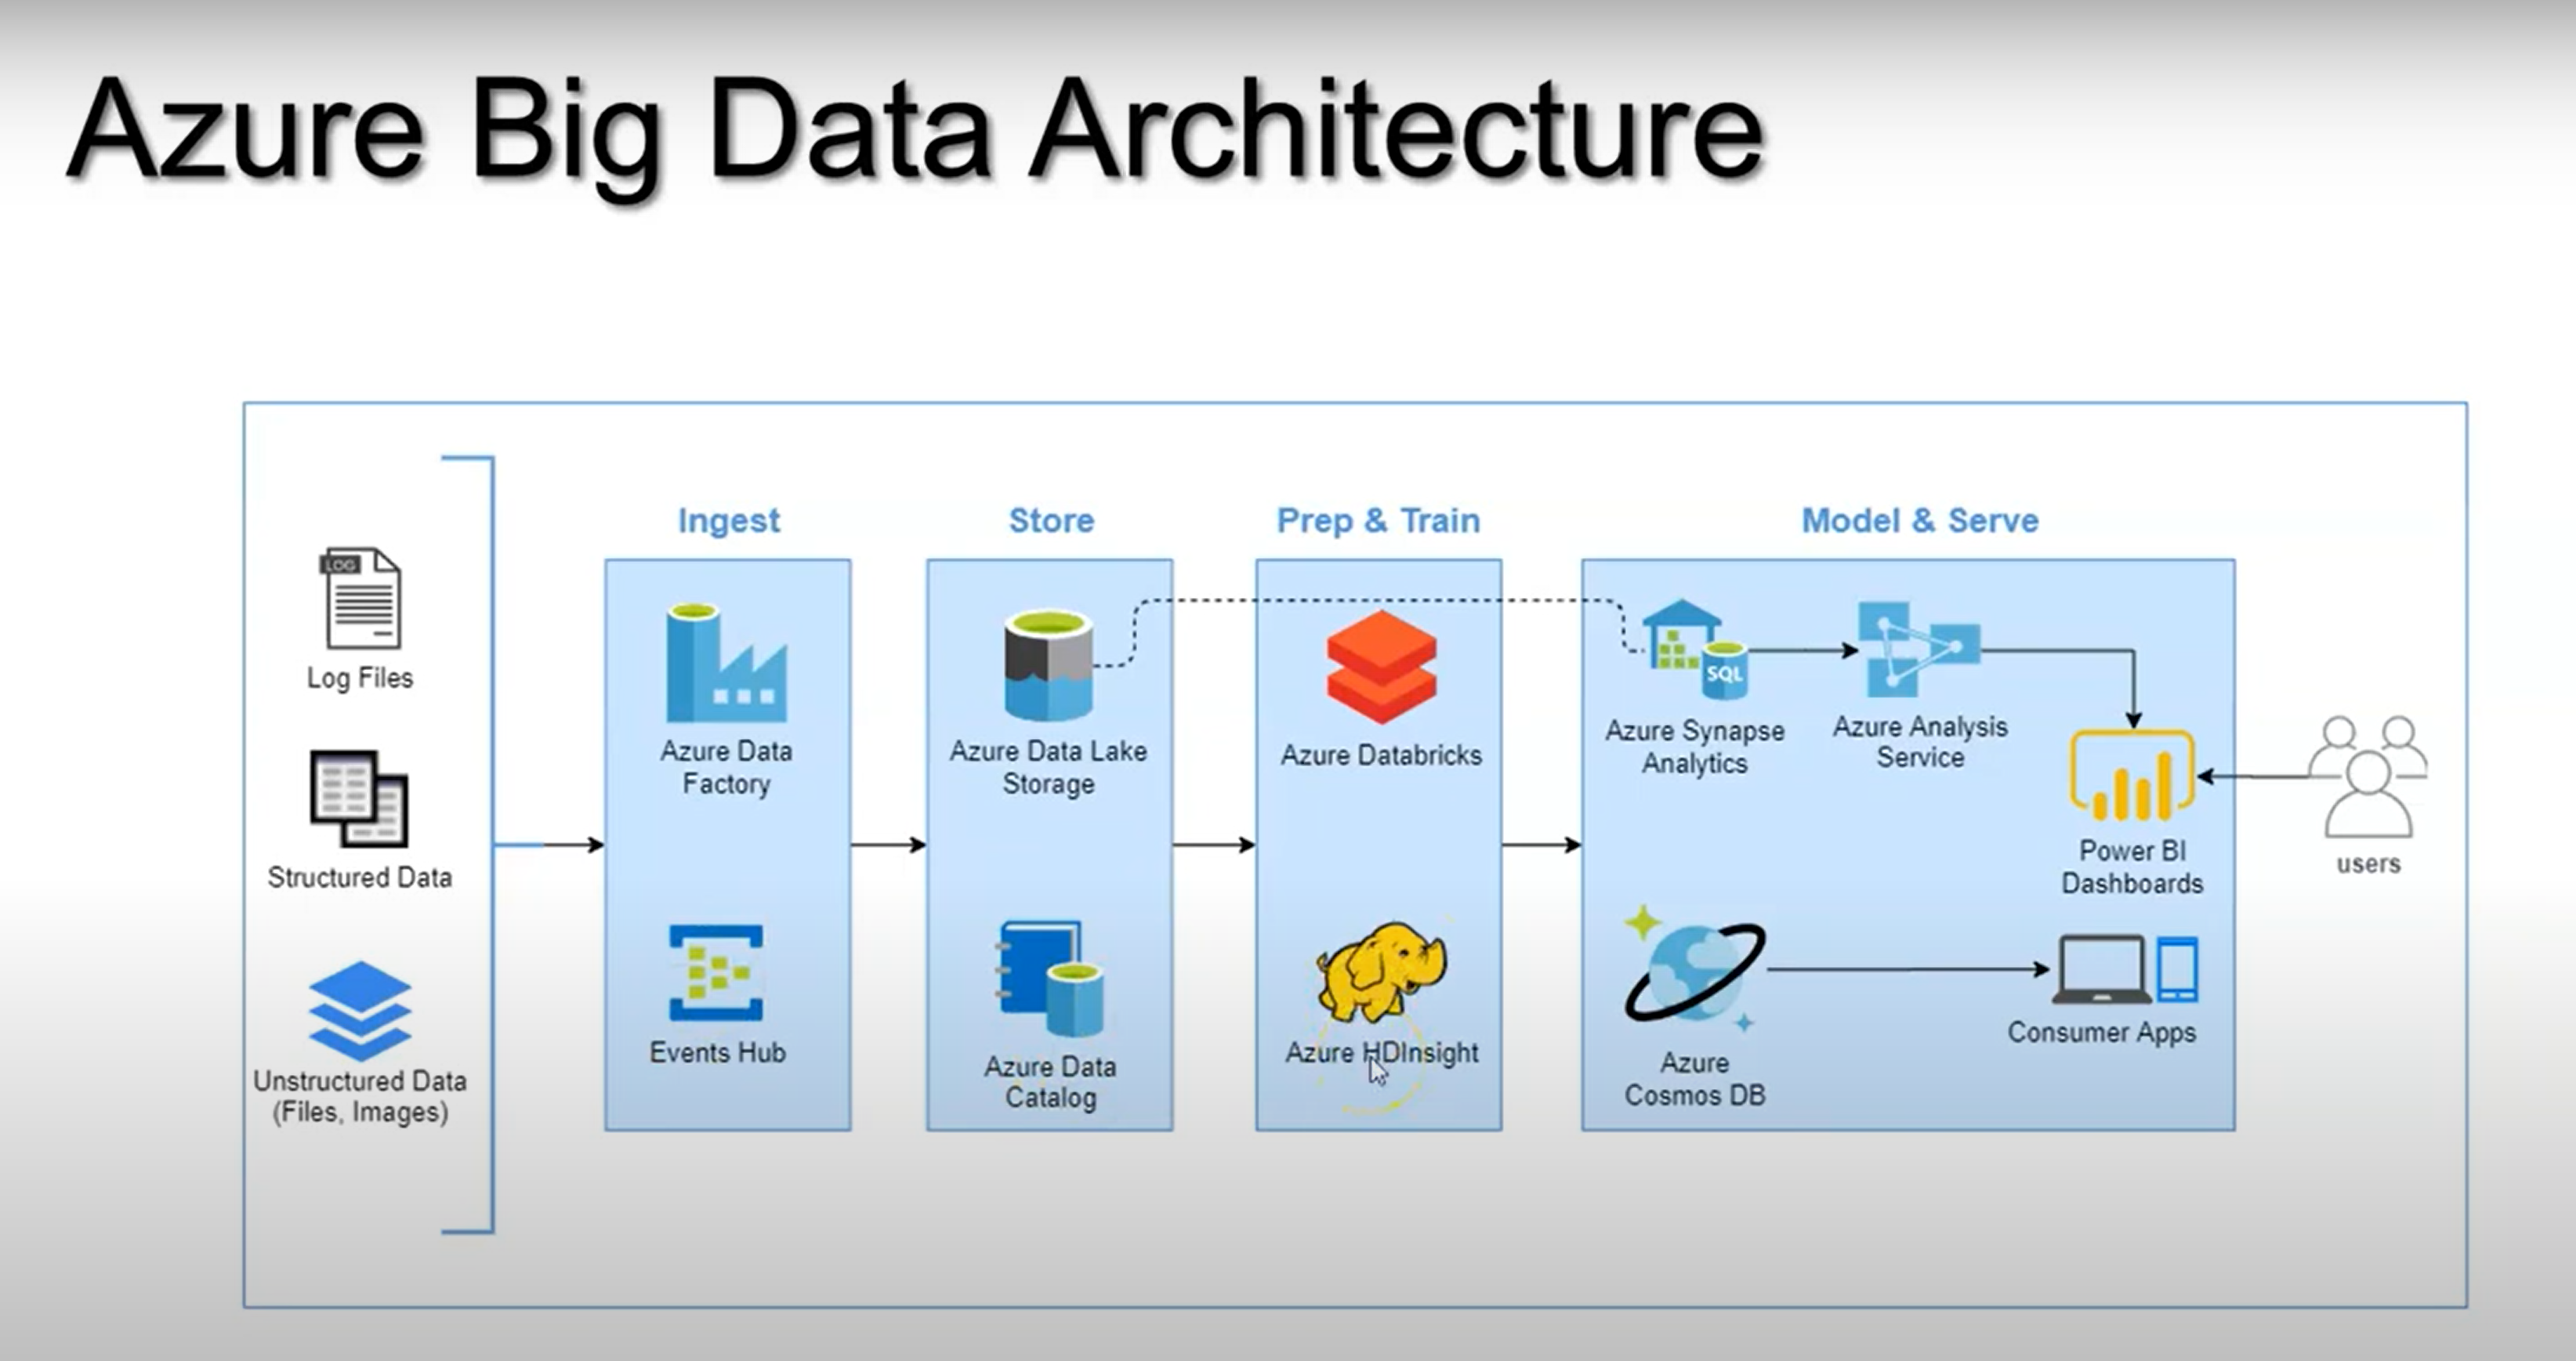 Azure Big Data Architecture
Ingest
Store
Prep & Train
Model & Serve
LOG
Log Files
Structured Data
Unstructured Data
(Files, Images)
Azure Data
Factory
Events Hub
Azure Data Lake
Storage
Azure Data
Catalog
Azure Databricks
Azure HDInsight
SQL
Azure Synapse
Analytics
Azure Analysis
Service
Power BI
Dashboards
Azure
Cosmos DB
Consumer Apps
users